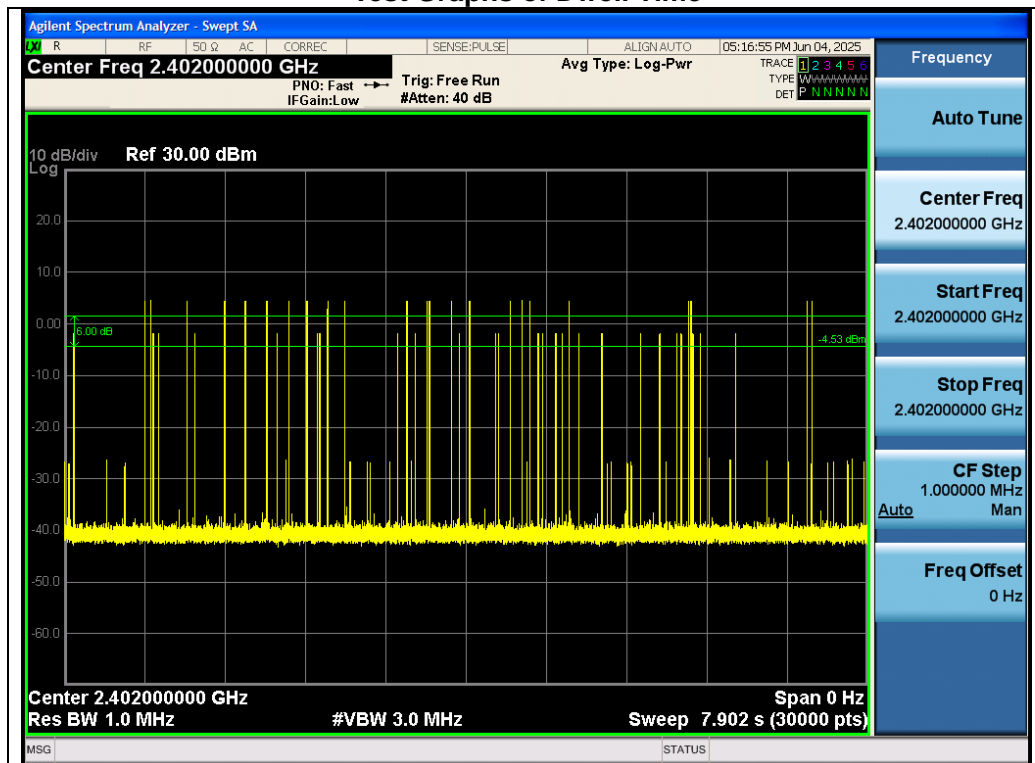 Agilent Spectrum Analyzer - Swept SA
LXI R RF 50 Ω AC CORREC SENSE:PULSE ALIGN AUTO 05:16:55 PM Jun 04, 2025
Center Freq 2.402000000 GHz Avg Type: Log-Pwr TRACE 1 2 3 4 5 6
PNO: Fast Trig: Free Run TYPE WWWWWW
IFGain:Low #Atten: 40 dB DET P N N N N N
10 dB/div Ref 30.00 dBm
Log
20.0
10.0
0.00
6.00 dB
-4.53 dBm
-10.0
-20.0
-30.0
-40.0
-50.0
-60.0
Center 2.402000000 GHz Span 0 Hz
Res BW 1.0 MHz #VBW 3.0 MHz Sweep 7.902 s (30000 pts)
MSG STATUS
Frequency
Auto Tune
Center Freq
2.402000000 GHz
Start Freq
2.402000000 GHz
Stop Freq
2.402000000 GHz
CF Step
1.000000 MHz
Auto Man
Freq Offset
0 Hz